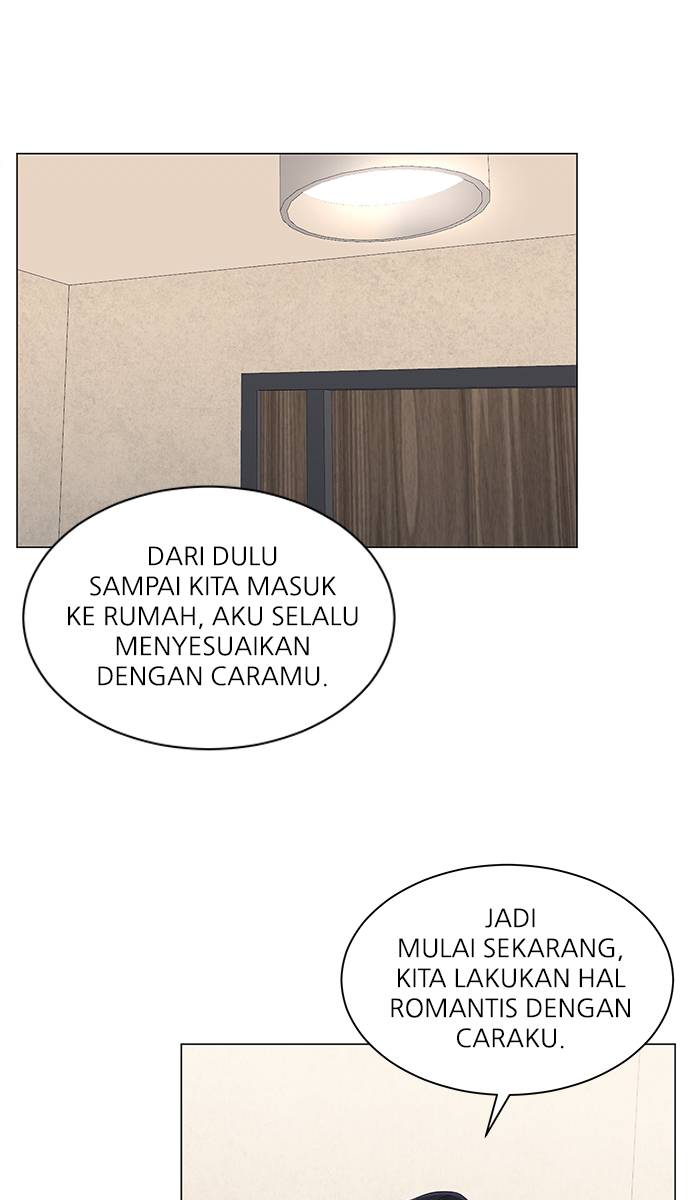 DARI DULU
SAMPAI KITA MASUK
KE RUMAH, AKU SELALU
MENYESUAIKAN
DENGAN CARAMU.
JADI
MULAI SEKARANG,
KITA LAKUKAN HAL
ROMANTIS DENGAN
CARAKU.